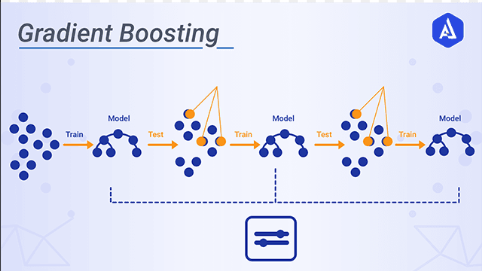 Gradient Boosting
Model
Model
Model
Train
Test
Train
Test
Train